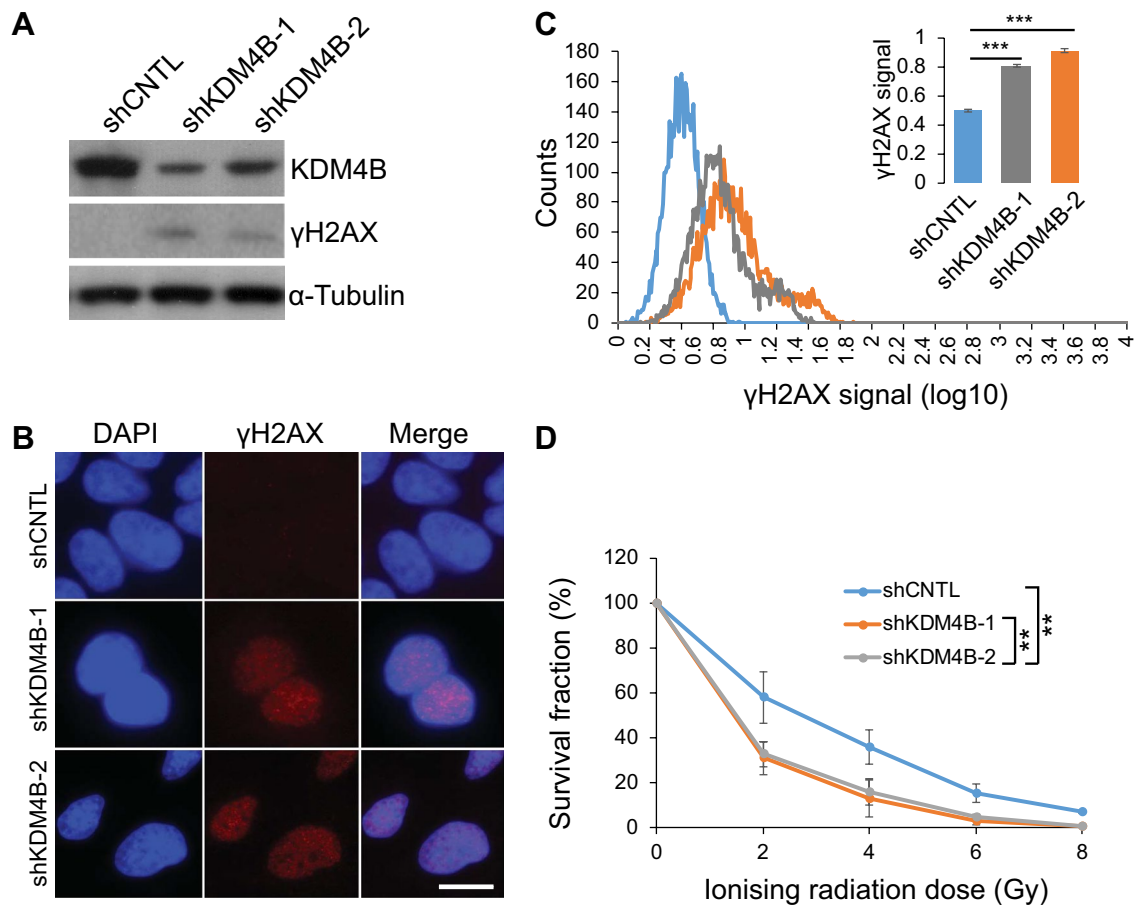 A
shCNTL
shKDM4B-1
shKDM4B-2
KDM4B
γH2AX
α-Tubulin
B
DAPI γH2AX Merge
shCNTL
shKDM4B-1
shKDM4B-2
C
Counts
180
160
140
120
100
80
60
40
20
0
0 0.2 0.4 0.6 0.8 1 1.2 1.4 1.6 1.8 2 2.2 2.4 2.6 2.8 3 3.2 3.4 3.6 3.8 4
γH2AX signal (log10)
γH2AX signal
1
0.8
0.6
0.4
0.2
0
***
***
shCNTL
shKDM4B-1
shKDM4B-2
D
Survival fraction (%)
120
100
80
60
40
20
0
0 2 4 6 8
Ionising radiation dose (Gy)
shCNTL
shKDM4B-1
shKDM4B-2
**
**